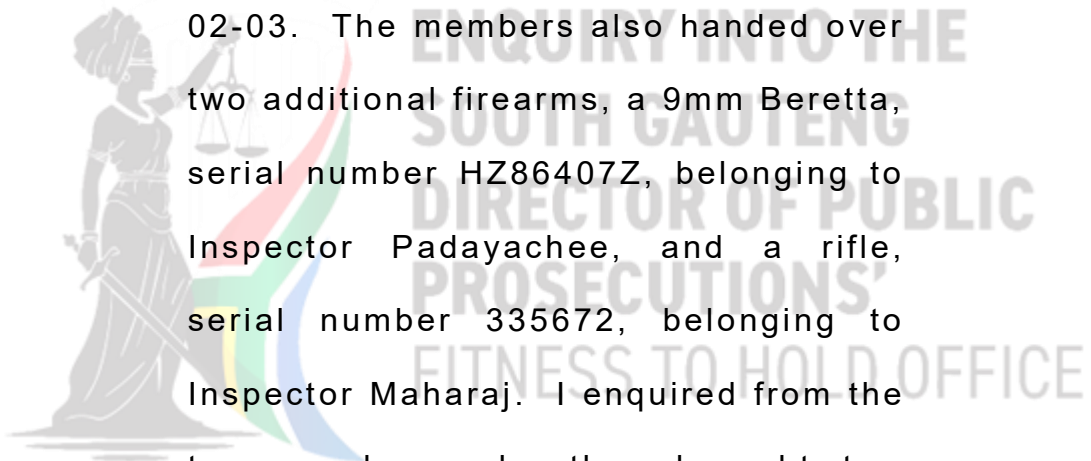 02-03. The members also handed over
two additional firearms, a 9mm Beretta,
serial number HZ86407Z, belonging to
Inspector Padayachee, and a rifle,
serial number 335672, belonging to
Inspector Maharaj. I enquired from the
ENQUIRY INTO THE
SOUTH GAUTENG
DIRECTOR OF PUBLIC
PROSECUTIONS'
FITNESS TO HOLD OFFICE